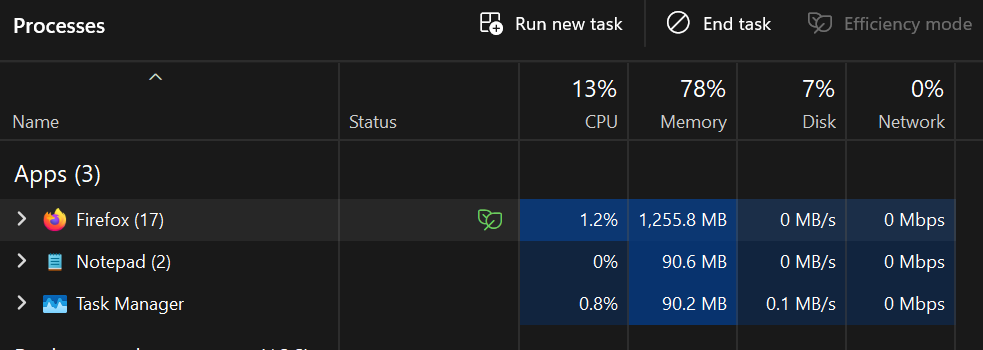 Processes Run new task End task Efficiency mode
13% 78% 7% 0%
Name Status CPU Memory Disk Network
Apps (3)
Firefox (17) 1.2% 1,255.8 MB 0 MB/s 0 Mbps
Notepad (2) 0% 90.6 MB 0 MB/s 0 Mbps
Task Manager 0.8% 90.2 MB 0.1 MB/s 0 Mbps